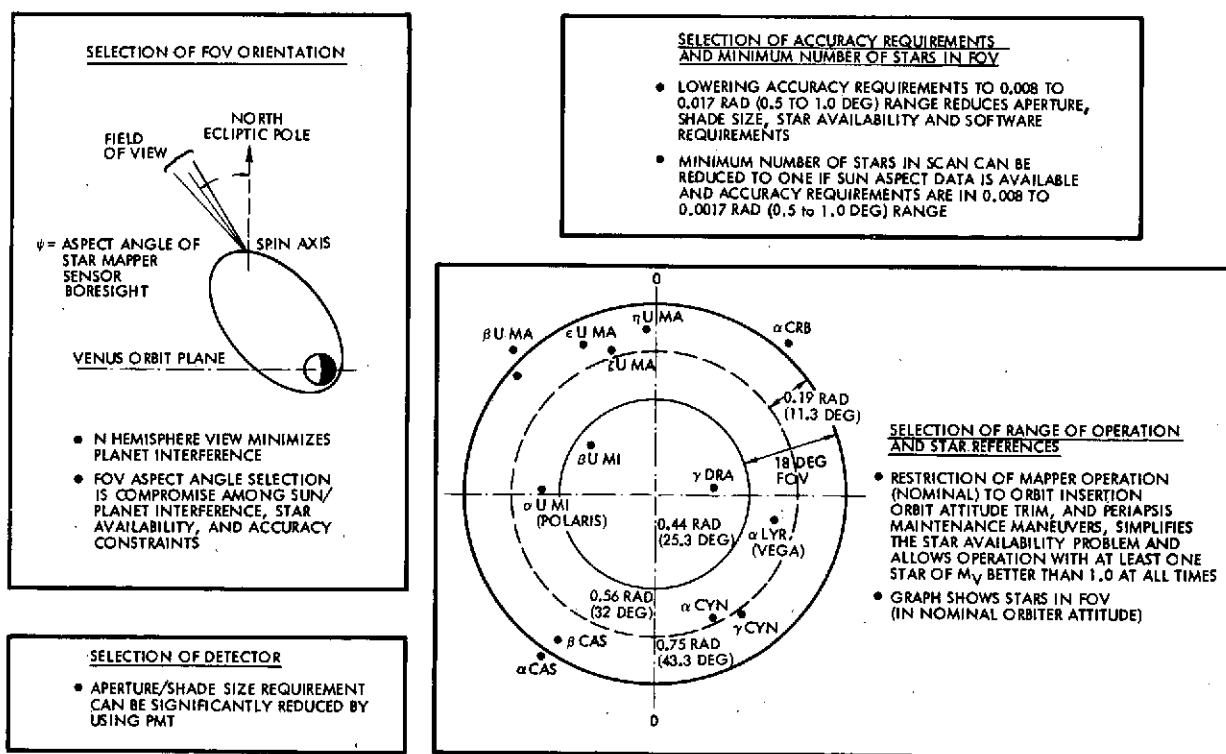 SELECTION OF FOV ORIENTATION
NORTH
ECLIPTIC POLE
FIELD
OF VIEW
ψ = ASPECT ANGLE OF
STAR MAPPER
SENSOR
BORESIGHT
SPIN AXIS
VENUS ORBIT PLANE
● N HEMISPHERE VIEW MINIMIZES
PLANET INTERFERENCE
● FOV ASPECT ANGLE SELECTION
IS COMPROMISE AMONG SUN/
PLANET INTERFERENCE, STAR
AVAILABILITY, AND ACCURACY
CONSTRAINTS
SELECTION OF DETECTOR
● APERTURE/SHADE SIZE REQUIREMENT
CAN BE SIGNIFICANTLY REDUCED BY
USING PMT
SELECTION OF ACCURACY REQUIREMENTS
AND MINIMUM NUMBER OF STARS IN FOV
● LOWERING ACCURACY REQUIREMENTS TO 0.008 TO
0.017 RAD (0.5 TO 1.0 DEG) RANGE REDUCES APERTURE,
SHADE SIZE, STAR AVAILABILITY AND SOFTWARE
REQUIREMENTS
● MINIMUM NUMBER OF STARS IN SCAN CAN BE
REDUCED TO ONE IF SUN ASPECT DATA IS AVAILABLE
AND ACCURACY REQUIREMENTS ARE IN 0.008 TO
0.0017 RAD (0.5 to 1.0 DEG) RANGE
0
η U MA
β U MA
ε U MA
α CRB
ζ U MA
0.19 RAD
(11.3 DEG)
18 DEG
FOV
β U MI
γ DRA
α U MI
(POLARIS)
0.44 RAD
(25.3 DEG)
α LYR
(VEGA)
0.56 RAD
(32 DEG)
α CYN
γ CYN
β CAS
0.75 RAD
(43.3 DEG)
α CAS
0
SELECTION OF RANGE OF OPERATION
AND STAR REFERENCES
● RESTRICTION OF MAPPER OPERATION
(NOMINAL) TO ORBIT INSERTION
ORBIT ATTITUDE TRIM, AND PERIAPSIS
MAINTENANCE MANEUVERS, SIMPLIFIES
THE STAR AVAILABILITY PROBLEM AND
ALLOWS OPERATION WITH AT LEAST ONE
STAR OF MV BETTER THAN 1.0 AT ALL TIMES
● GRAPH SHOWS STARS IN FOV
(IN NOMINAL ORBITER ATTITUDE)